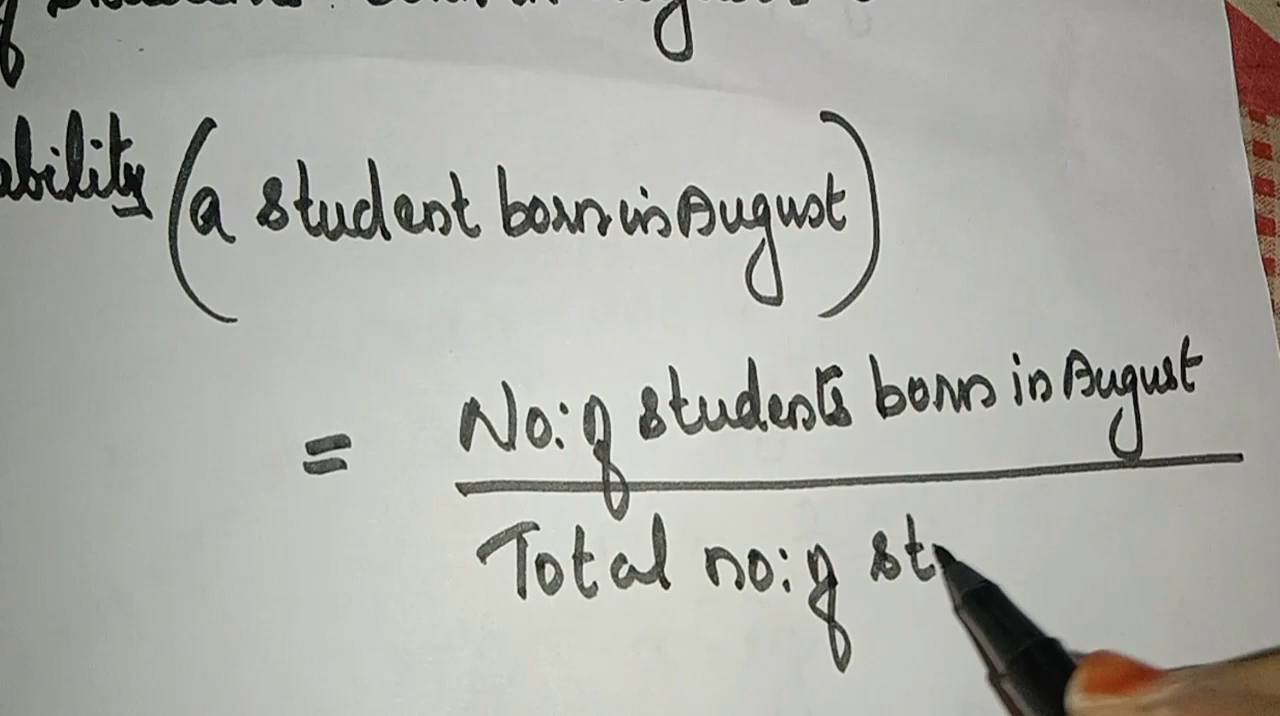 ability (a student born in August)
= No: of students born in August
Total no: of st